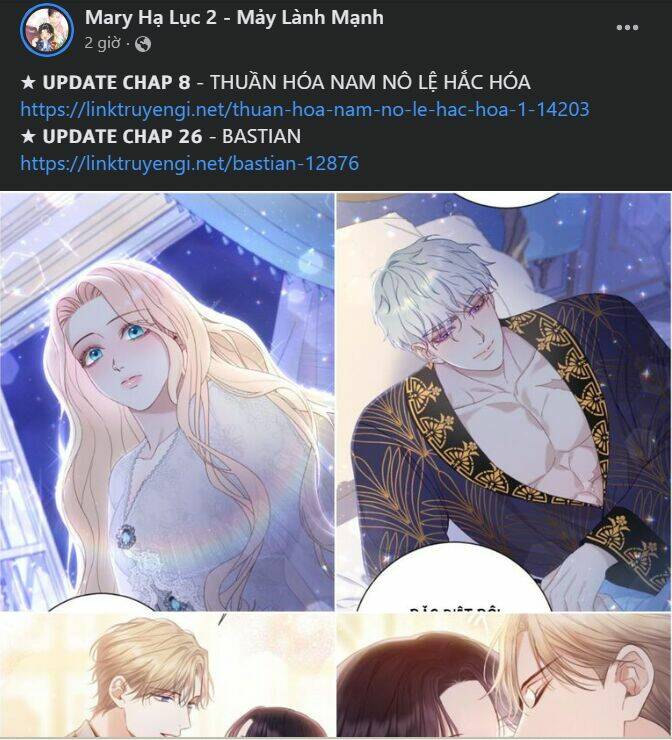 Mary Hạ Lục 2 - Mảy Lành Mạnh
2 giờ ·
★ UPDATE CHAP 8 - THUẦN HÓA NAM NÔ LỆ HẮC HÓA
https://linktruyengi.net/thuan-hoa-nam-no-le-hac-hoa-1-14203
★ UPDATE CHAP 26 - BASTIAN
https://linktruyengi.net/bastian-12876